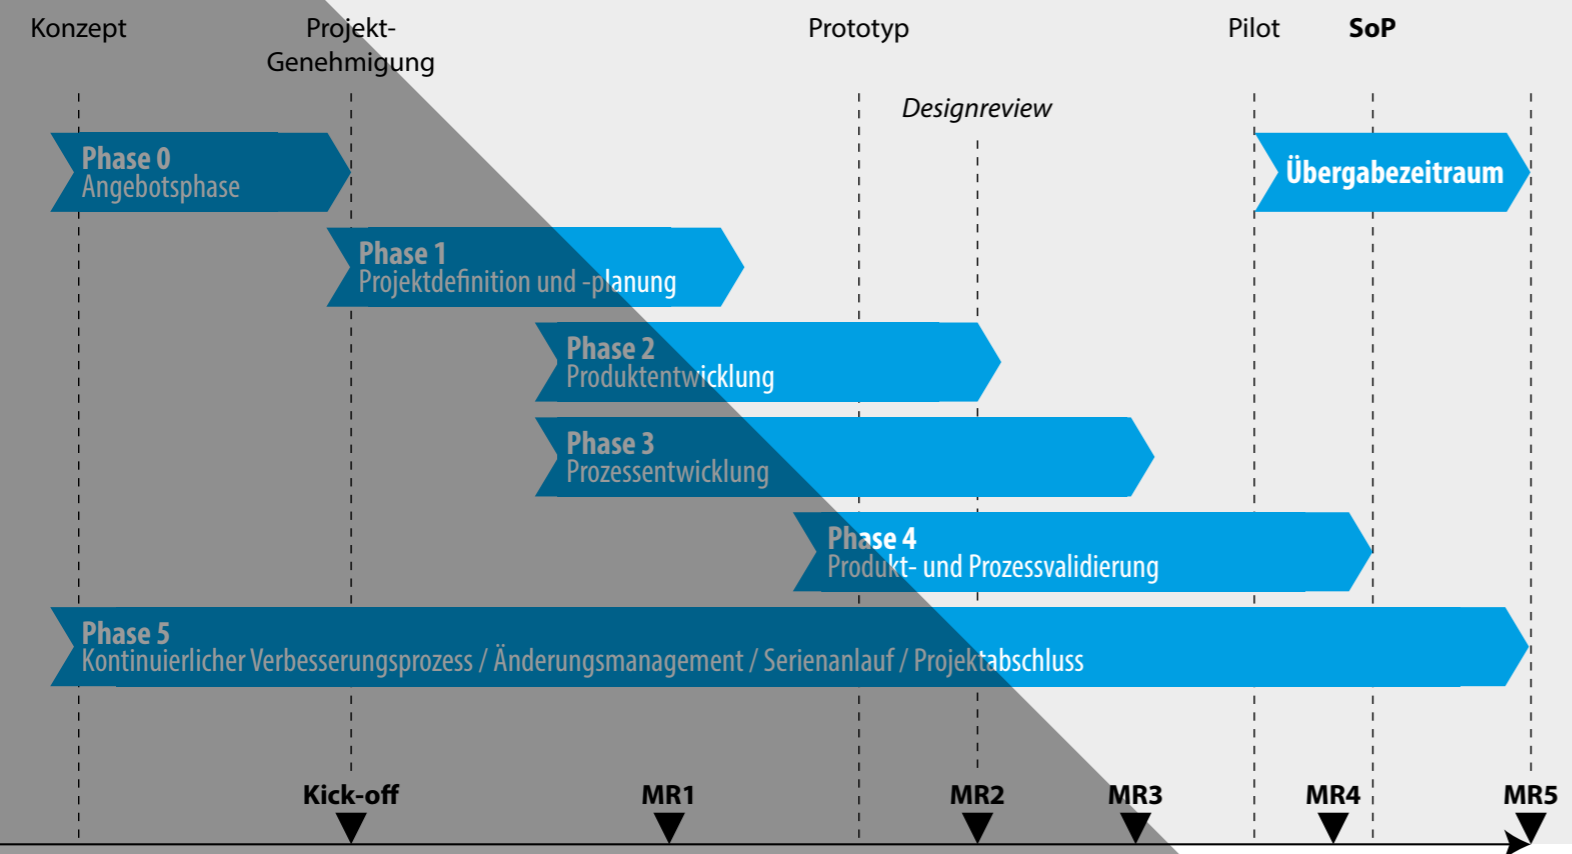 Konzept
Projekt-
Genehmigung
Prototyp
Pilot
SoP
Designreview
Phase 0
Angebotsphase
Übergabezeitraum
Phase 1
Projektdefinition und -planung
Phase 2
Produktentwicklung
Phase 3
Prozessentwicklung
Phase 4
Produkt- und Prozessvalidierung
Phase 5
Kontinuierlicher Verbesserungsprozess / Änderungsmanagement / Serienanlauf / Projektabschluss
Kick-off
MR1
MR2
MR3
MR4
MR5